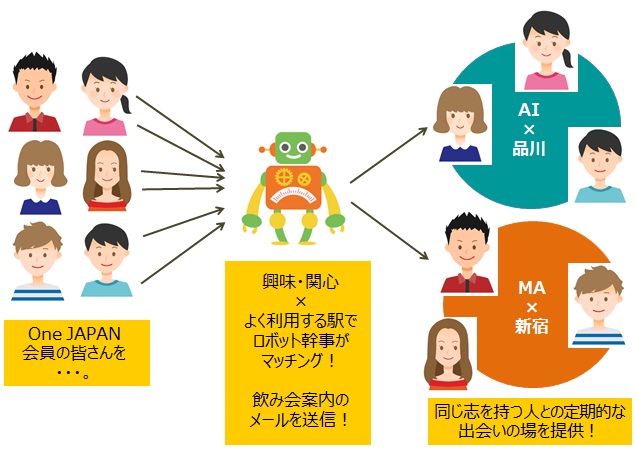 One JAPAN
会員の皆さんを
・・・。
興味・関心
×
よく利用する駅で
ロボット幹事が
マッチング！
飲み会案内の
メールを送信！
AI
×
品川
MA
×
新宿
同じ志を持つ人との定期的な
出会いの場を提供！